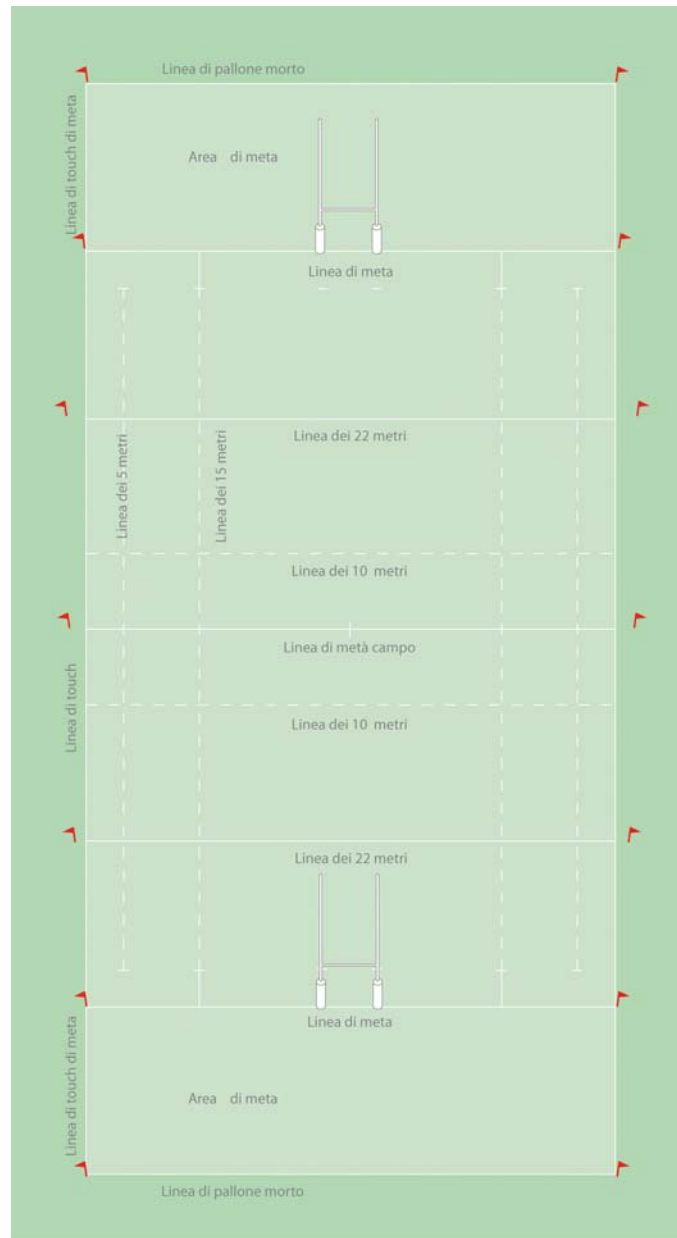 Linea di pallone morto
Linea di touch di meta
Area di meta
Linea di meta
Linea dei 22 metri
Linea dei 5 metri
Linea dei 15 metri
Linea dei 10 metri
Linea di metà campo
Linea di touch
Linea dei 10 metri
Linea dei 22 metri
Linea di meta
Linea di touch di meta
Area di meta
Linea di pallone morto